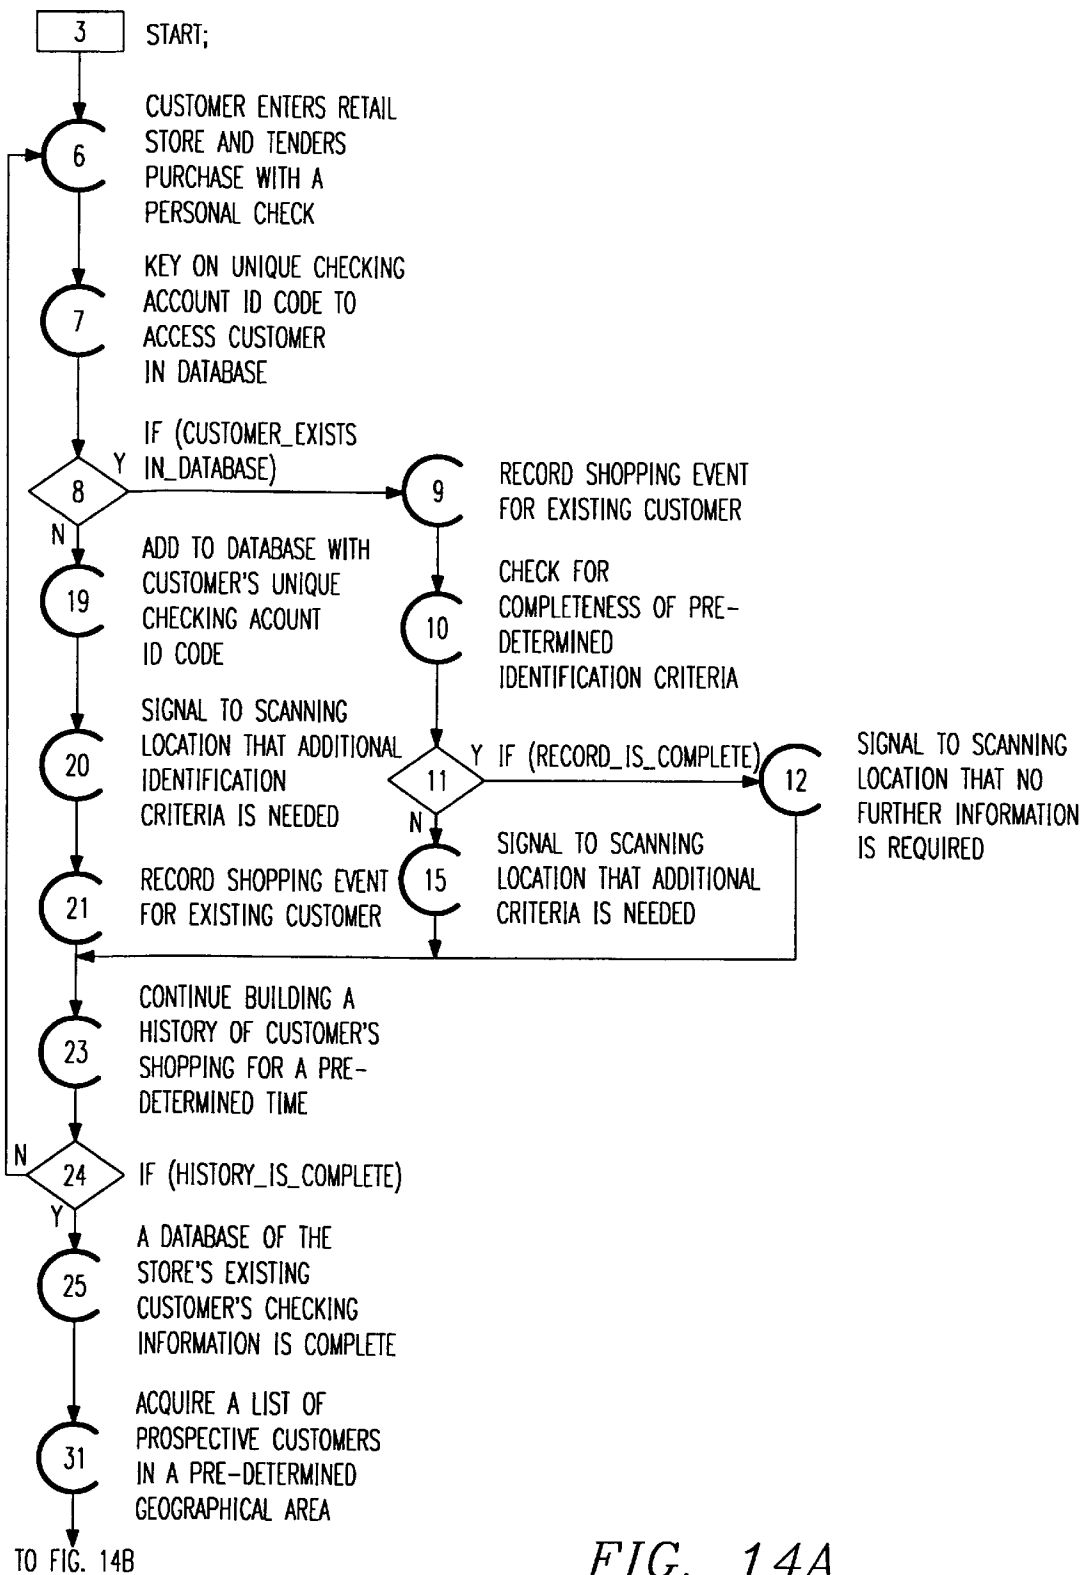 3 START;
CUSTOMER ENTERS RETAIL
STORE AND TENDERS
PURCHASE WITH A
PERSONAL CHECK
6
KEY ON UNIQUE CHECKING
ACCOUNT ID CODE TO
ACCESS CUSTOMER
IN DATABASE
7
IF (CUSTOMER_EXISTS
IN_DATABASE)
Y
8
N
RECORD SHOPPING EVENT
FOR EXISTING CUSTOMER
9
ADD TO DATABASE WITH
CUSTOMER'S UNIQUE
CHECKING ACOUNT
ID CODE
19
CHECK FOR
COMPLETENESS OF PRE-
DETERMINED
IDENTIFICATION CRITERIA
10
SIGNAL TO SCANNING
LOCATION THAT ADDITIONAL
IDENTIFICATION
CRITERIA IS NEEDED
20
Y IF (RECORD_IS_COMPLETE)
11
N
SIGNAL TO SCANNING
LOCATION THAT NO
FURTHER INFORMATION
IS REQUIRED
12
RECORD SHOPPING EVENT
FOR EXISTING CUSTOMER
21
SIGNAL TO SCANNING
LOCATION THAT ADDITIONAL
CRITERIA IS NEEDED
15
CONTINUE BUILDING A
HISTORY OF CUSTOMER'S
SHOPPING FOR A PRE-
DETERMINED TIME
23
N
24 IF (HISTORY_IS_COMPLETE)
Y
A DATABASE OF THE
STORE'S EXISTING
CUSTOMER'S CHECKING
INFORMATION IS COMPLETE
25
ACQUIRE A LIST OF
PROSPECTIVE CUSTOMERS
IN A PRE-DETERMINED
GEOGRAPHICAL AREA
31
TO FIG. 14B
FIG. 14A